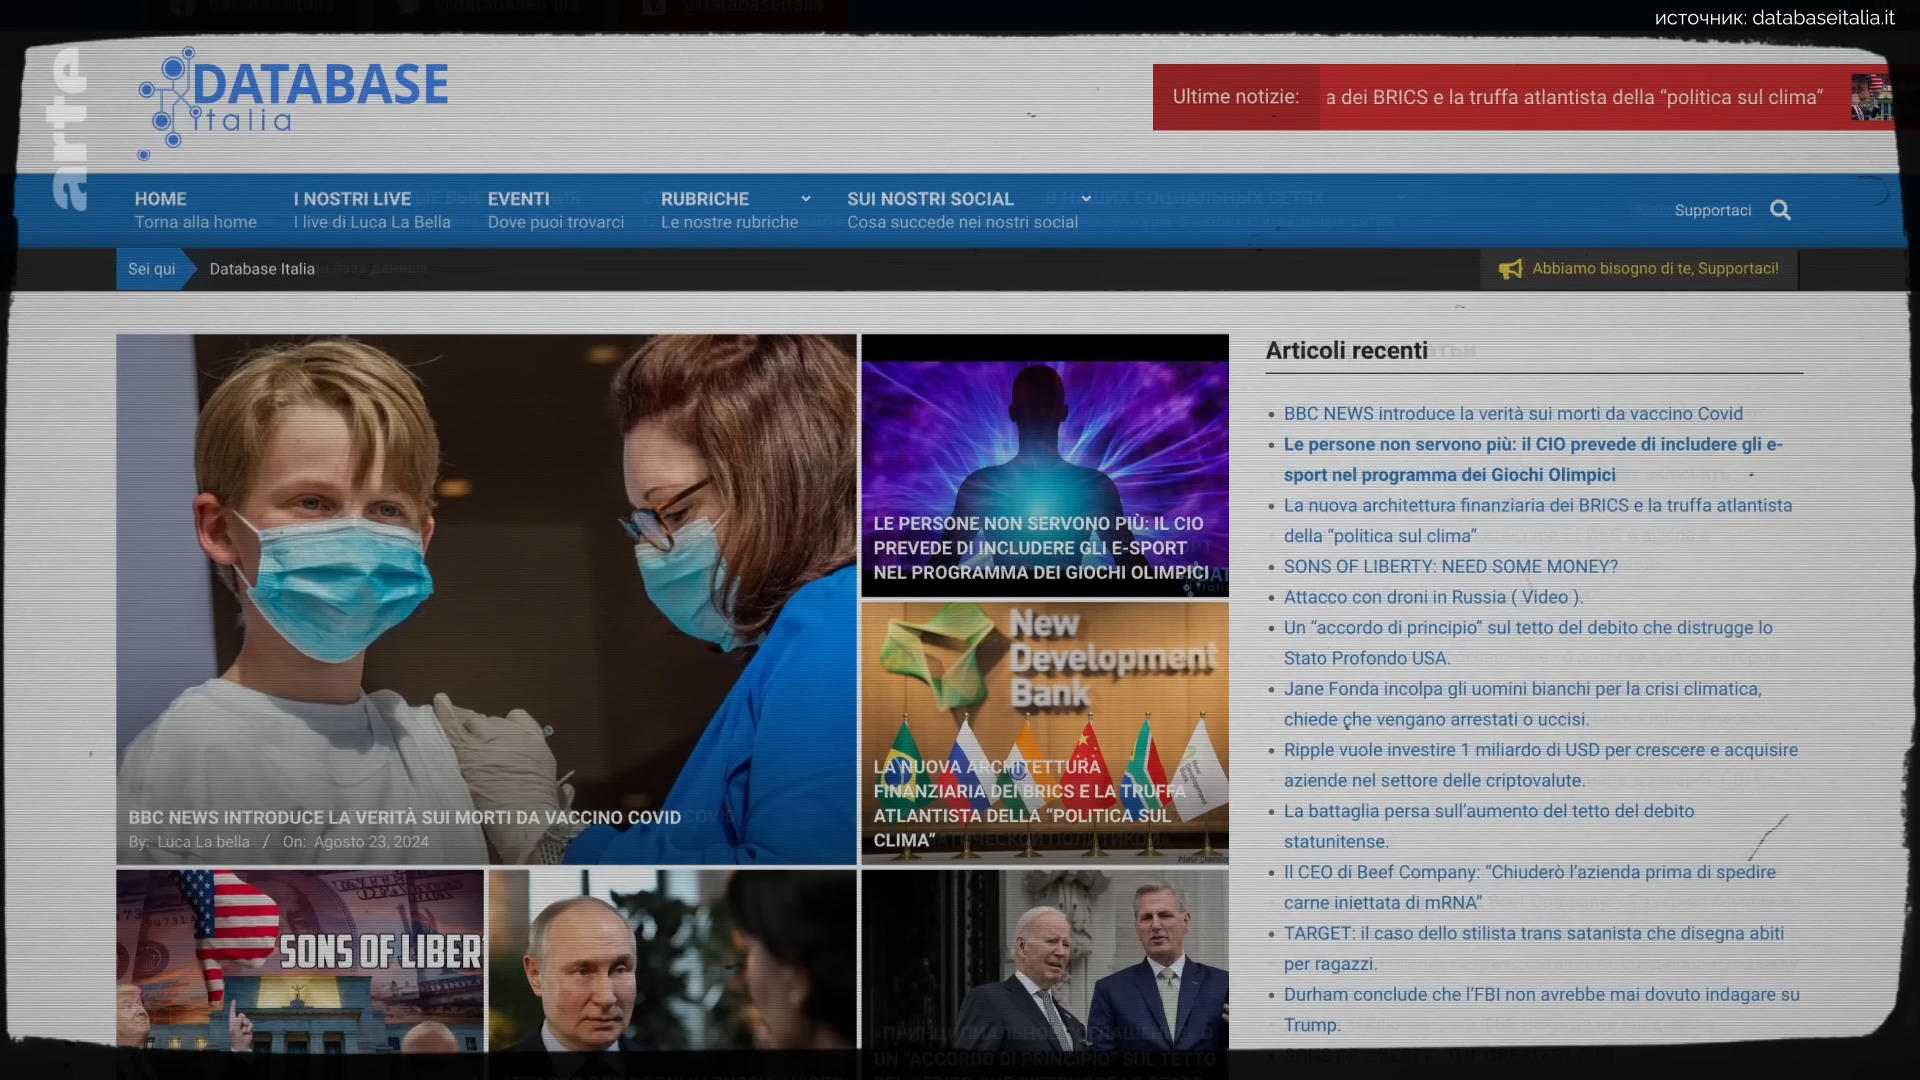 источник: databaseitalia.it
@databaseitalia
arte
DATABASE
italia
Ultime notizie:
a dei BRICS e la truffa atlantista della “politica sul clima”
HOME
Torna alla home
I NOSTRI LIVE
I live di Luca La Bella
EVENTI
Dove puoi trovarci
RUBRICHE
Le nostre rubriche
SUI NOSTRI SOCIAL
Cosa succede nei nostri social
Supportaci
Sei qui
Database Italia
Abbiamo bisogno di te, Supportaci!
BBC NEWS INTRODUCE LA VERITÀ SUI MORTI DA VACCINO COVID
By: Luca La bella / On: Agosto 23, 2024
LE PERSONE NON SERVONO PIÙ: IL CIO
PREVEDE DI INCLUDERE GLI E-SPORT
NEL PROGRAMMA DEI GIOCHI OLIMPICI
New
Development
Bank
LA NUOVA ARCHITETTURA
FINANZIARIA DEI BRICS E LA TRUFFA
ATLANTISTA DELLA “POLITICA SUL
CLIMA”
SONS OF LIBER
UN “ACCORDO DI PRINCIPIO” SUL TETTO
Articoli recenti
BBC NEWS introduce la verità sui morti da vaccino Covid
Le persone non servono più: il CIO prevede di includere gli e-
sport nel programma dei Giochi Olimpici
La nuova architettura finanziaria dei BRICS e la truffa atlantista
della “politica sul clima”
SONS OF LIBERTY: NEED SOME MONEY?
Attacco con droni in Russia ( Video ).
Un “accordo di principio” sul tetto del debito che distrugge lo
Stato Profondo USA.
Jane Fonda incolpa gli uomini bianchi per la crisi climatica,
chiede che vengano arrestati o uccisi.
Ripple vuole investire 1 miliardo di USD per crescere e acquisire
aziende nel settore delle criptovalute.
La battaglia persa sull’aumento del tetto del debito
statunitense.
Il CEO di Beef Company: “Chiuderò l’azienda prima di spedire
carne iniettata di mRNA”
TARGET: il caso dello stilista trans satanista che disegna abiti
per ragazzi.
Durham conclude che l’FBI non avrebbe mai dovuto indagare su
Trump.